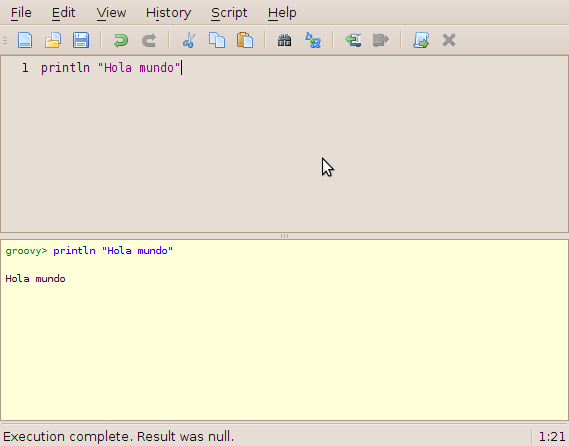 File Edit View History Script Help
1 println "Hola mundo"
groovy> println "Hola mundo"
Hola mundo
Execution complete. Result was null. 1:21